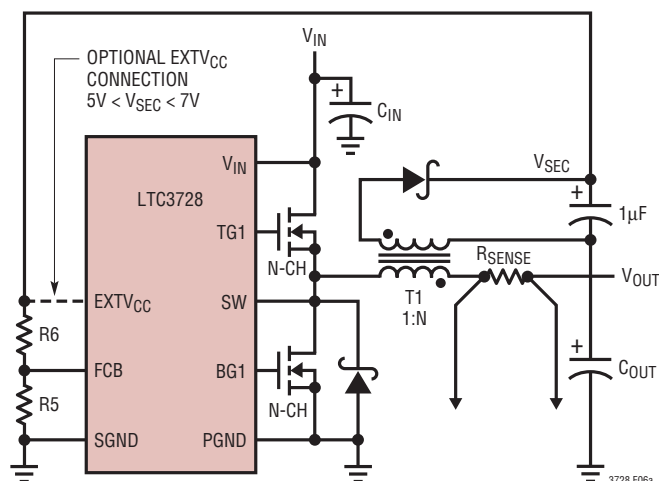 OPTIONAL EXTVCC
CONNECTION
5V < VSEC < 7V
VIN
+
CIN
VIN
LTC3728
TG1
N-CH
VSEC
+
1µF
RSENSE
VOUT
T1
1:N
EXTVCC
SW
R6
FCB
BG1
+
COUT
N-CH
R5
SGND
PGND
3728 F06a